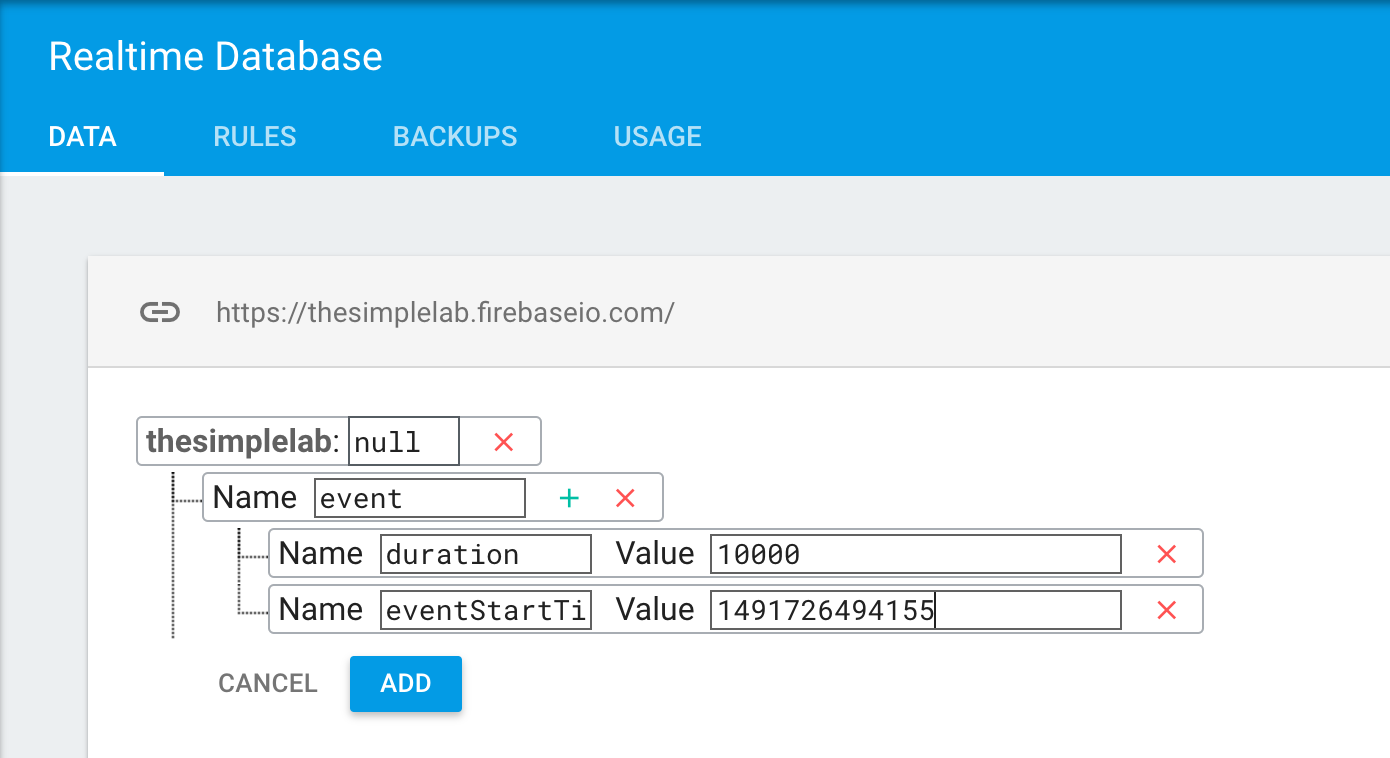 Realtime Database
DATA RULES BACKUPS USAGE
https://thesimplelab.firebaseio.com/
thesimplelab: null
Name event
Name duration Value 10000
Name eventStartTi Value 1491726494155
CANCEL ADD